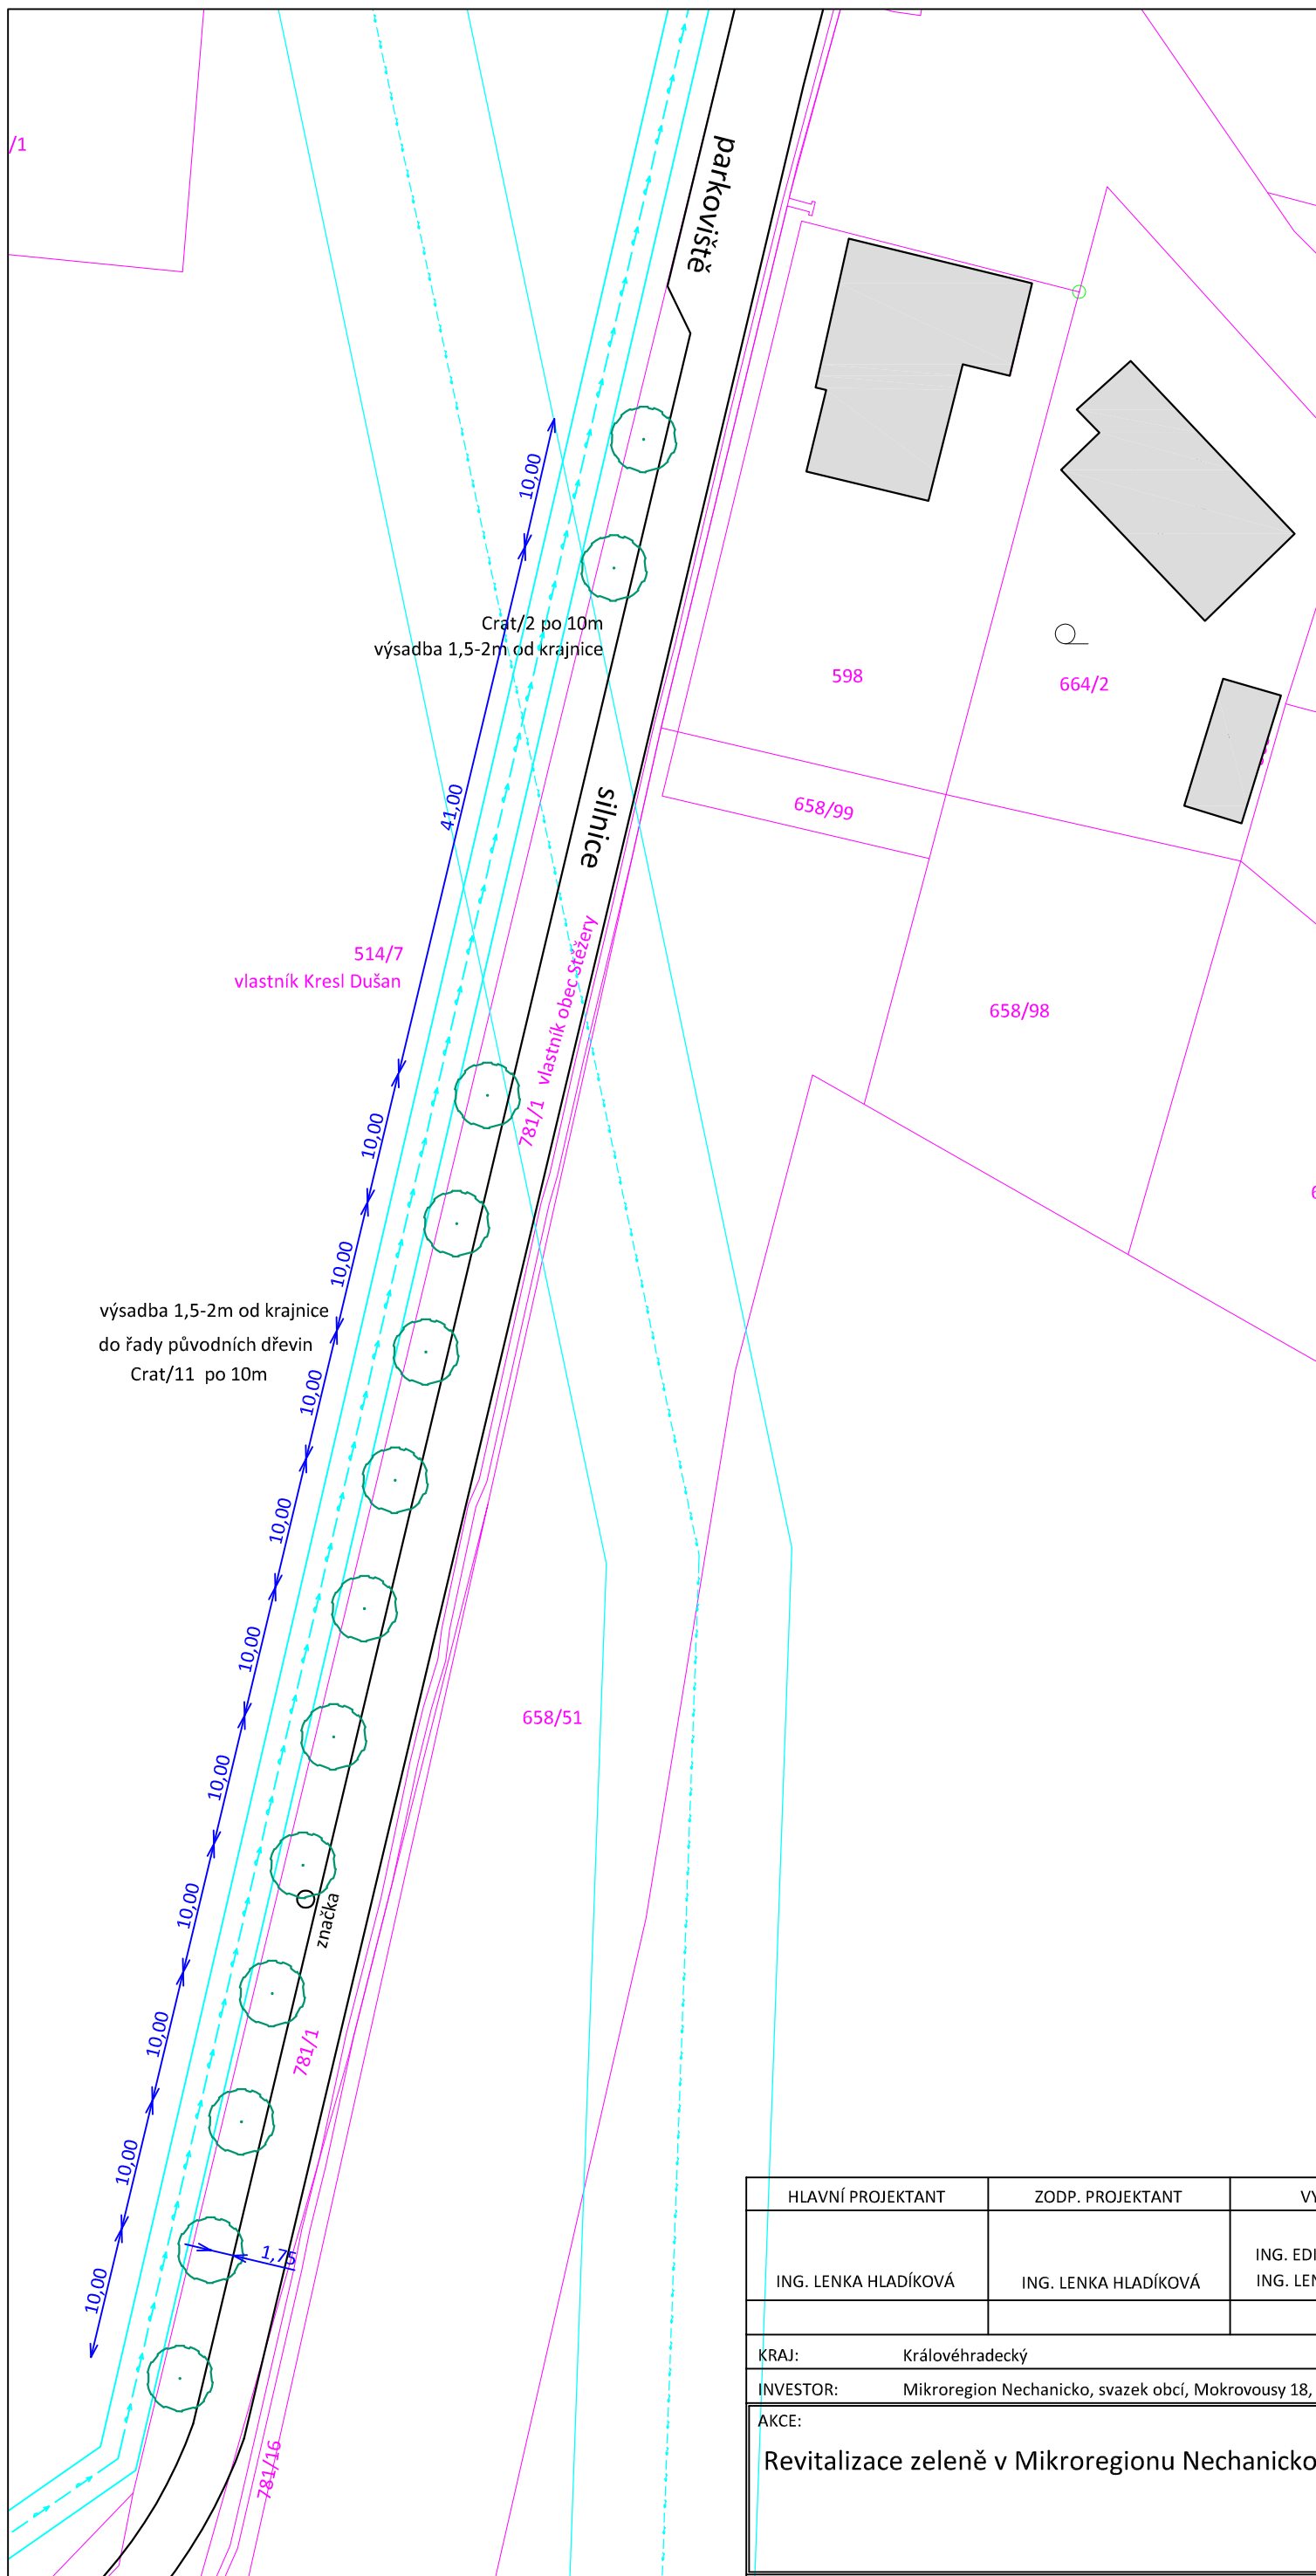 /1
parkoviště
10,00
Crat/2 po 10m
výsadba 1,5-2m od krajnice
598
664/2
41,00
silnice
658/99
514/7
vlastník Kresl Dušan
781/1 vlastník obec Stěžery
658/98
10,00
10,00
výsadba 1,5-2m od krajnice
do řady původních dřevin
Crat/11 po 10m
10,00
10,00
10,00
658/51
10,00
10,00
značka
10,00
781/1
10,00
1,75
10,00
781/16
HLAVNÍ PROJEKTANT
ZODP. PROJEKTANT
ING. LENKA HLADÍKOVÁ
ING. LENKA HLADÍKOVÁ
ING. EDI
ING. LEN
KRAJ: Královéhradecký
INVESTOR: Mikroregion Nechanicko, svazek obcí, Mokrovousy 18,
AKCE:
Revitalizace zeleně v Mikroregionu Nechanicko